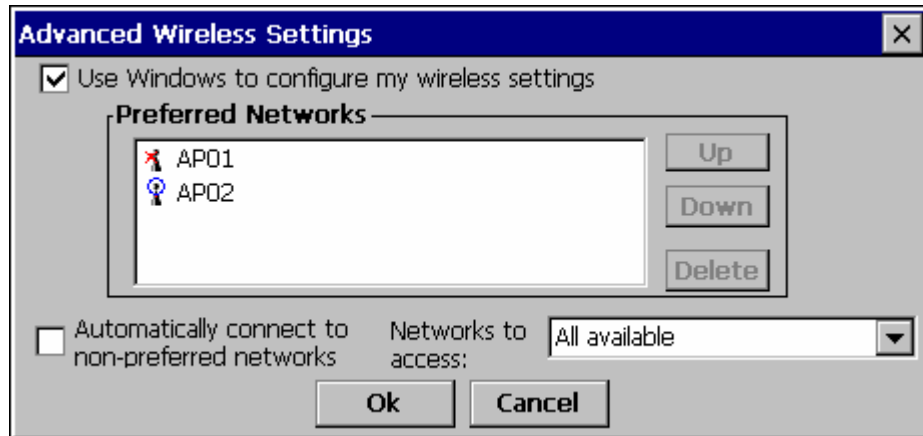 Advanced Wireless Settings
Use Windows to configure my wireless settings
Preferred Networks
AP01
AP02
Up
Down
Delete
Automatically connect to
non-preferred networks
Networks to
access:
All available
Ok
Cancel